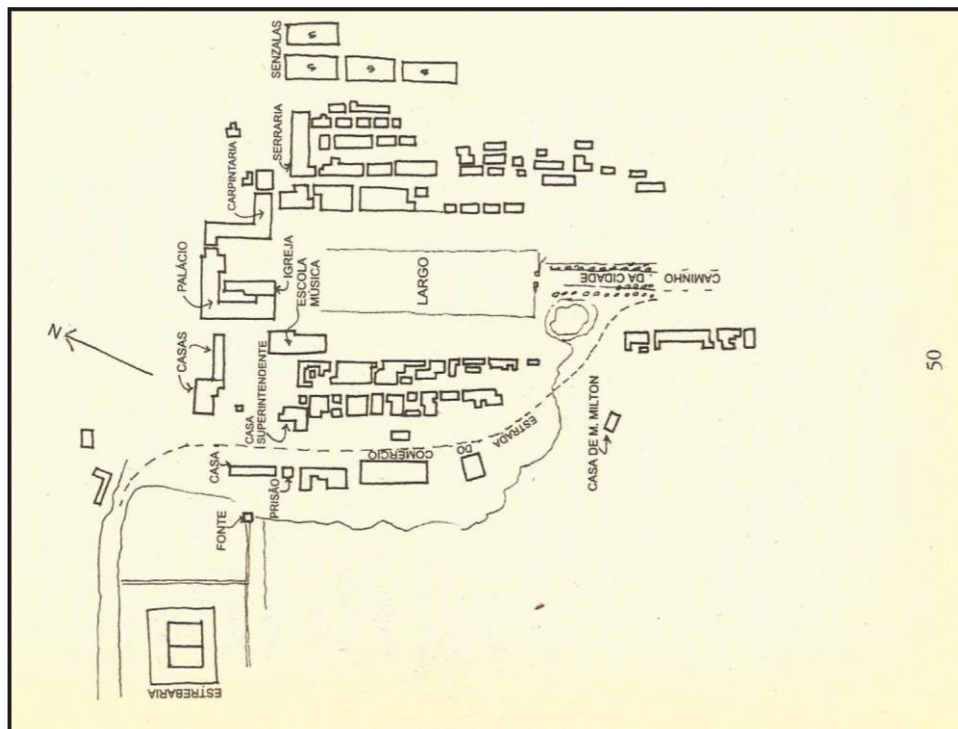 SENZALAS
S
S
S
S
SERRARIA
CARPINTARIA
PALÁCIO
IGREJA
ESCOLA
MÚSICA
LARGO
CAMINHO
DA CIDADE
N
CASAS
CASA
SUPERINTENDENTE
ESTRADA
DO
COMÉRCIO
CASA DE M. MILTON
CASA
PRISÃO
FONTE
ESTREBARIA
50